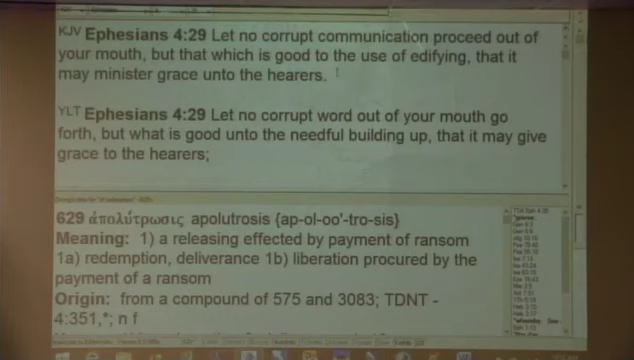 KJV Ephesians 4:29 Let no corrupt communication proceed out of
your mouth, but that which is good to the use of edifying, that it
may minister grace unto the hearers.
YLT Ephesians 4:29 Let no corrupt word out of your mouth go
forth, but what is good unto the needful building up, that it may give
grace to the hearers;
629 ἀπολύτρωσις apolutrosis {ap-ol-oo'-tro-sis}
Meaning: 1) a releasing effected by payment of ransom
1a) redemption, deliverance 1b) liberation procured by the
payment of a ransom
Origin: from a compound of 575 and 3083; TDNT -
4:351,*; n f